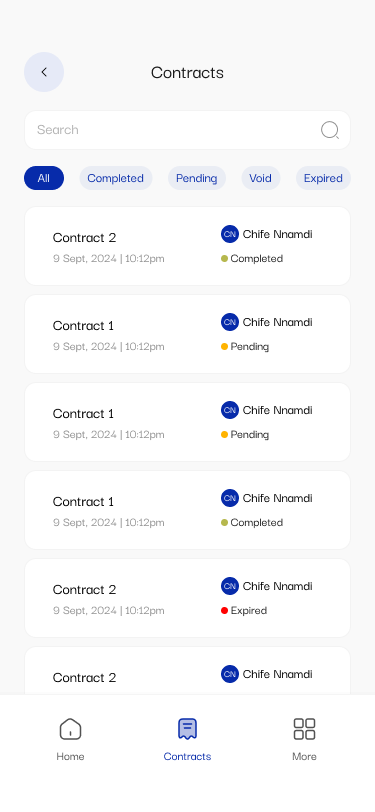 Contracts
Search
All Completed Pending Void Expired
Contract 2 CN Chife Nnamdi
9 Sept, 2024 | 10:12pm Completed
Contract 1 CN Chife Nnamdi
9 Sept, 2024 | 10:12pm Pending
Contract 1 CN Chife Nnamdi
9 Sept, 2024 | 10:12pm Pending
Contract 1 CN Chife Nnamdi
9 Sept, 2024 | 10:12pm Completed
Contract 2 CN Chife Nnamdi
9 Sept, 2024 | 10:12pm Expired
Contract 2 CN Chife Nnamdi
Home Contracts More